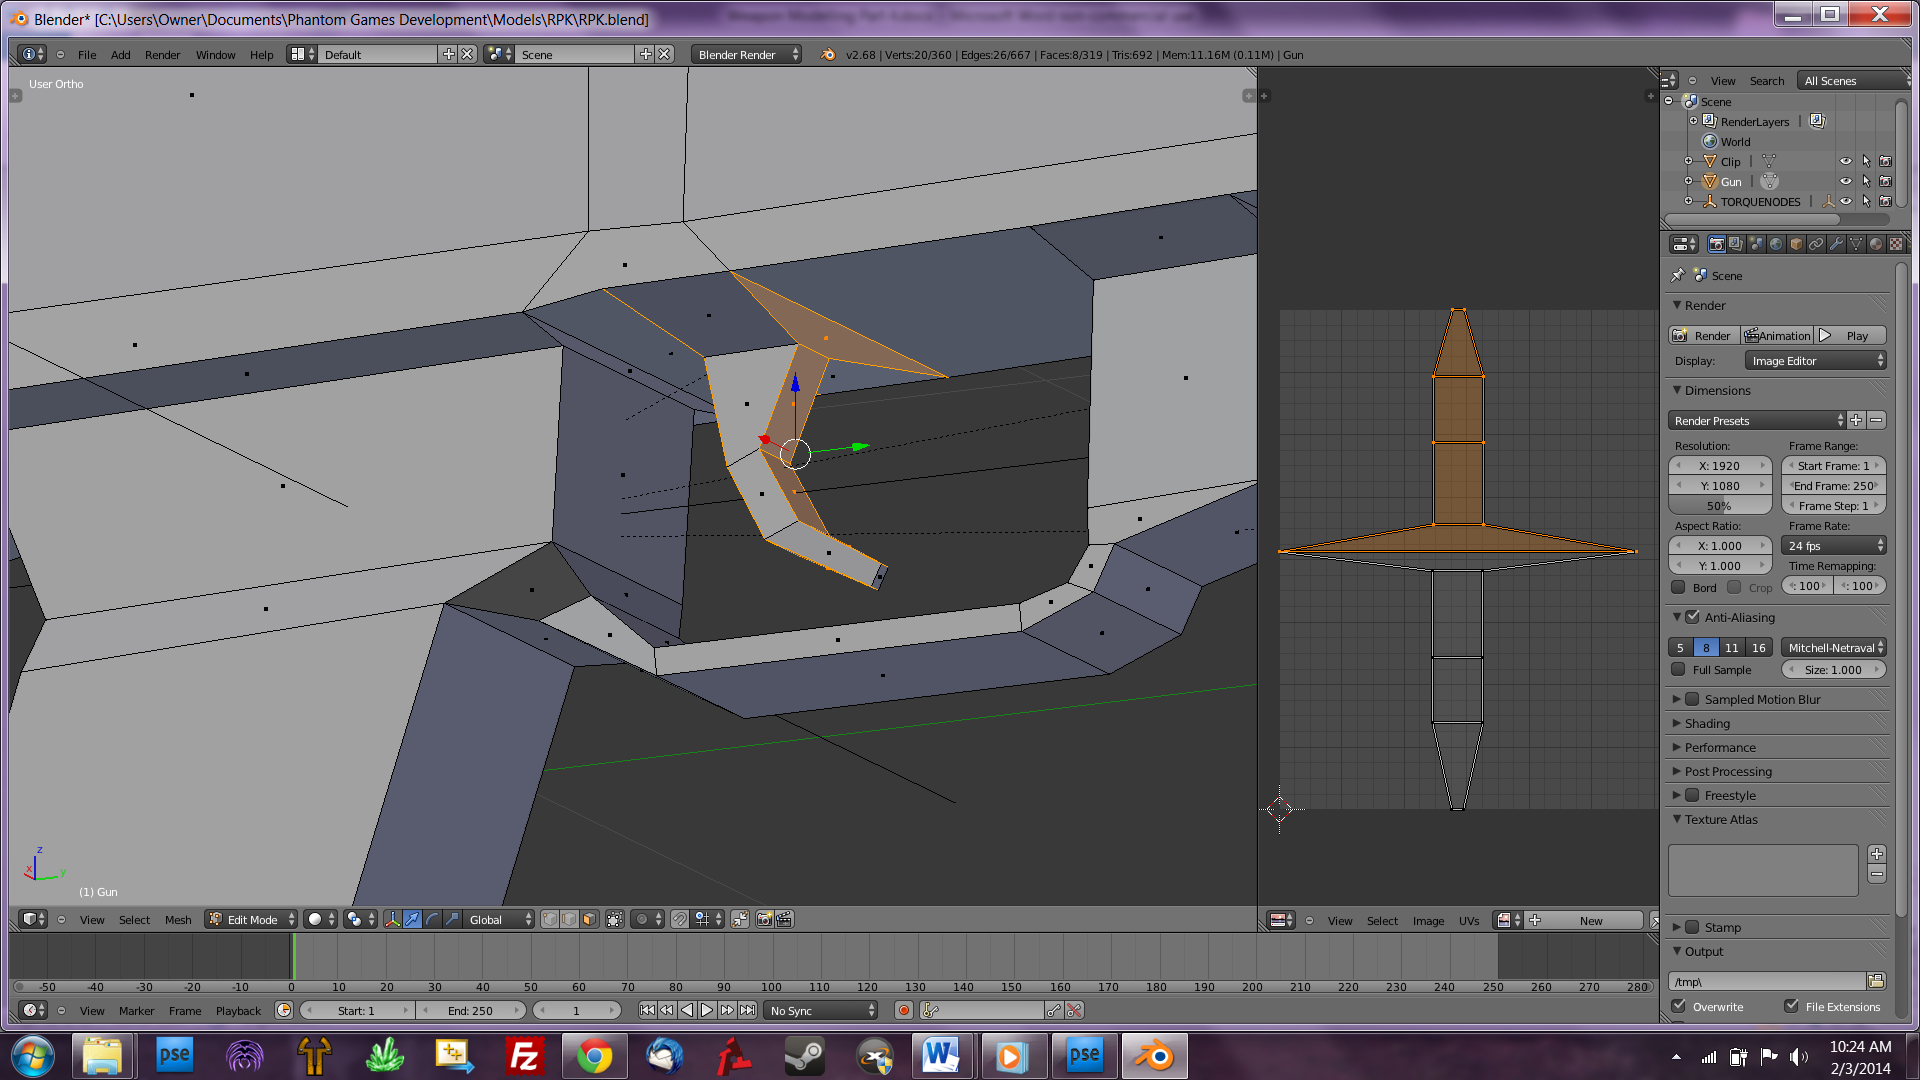 Blender* [C:\Users\Owner\Documents\Phantom Games Development\Models\RPK\RPK.blend]
File Add Render Window Help Default Scene Blender Render v2.68 | Verts:20/360 | Edges:26/667 | Faces:8/319 | Tris:692 | Mem:11.16M (0.11M) | Gun
User Ortho
View Search All Scenes
Scene
RenderLayers |
World
Clip |
Gun |
TORQUENODES |
Scene
Render
Render Animation Play
Display: Image Editor
Dimensions
Render Presets
Resolution: Frame Range:
X: 1920 Start Frame: 1
Y: 1080 End Frame: 250
50% Frame Step: 1
Aspect Ratio: Frame Rate:
X: 1.000 24 fps
Y: 1.000 Time Remapping:
Bord Crop : 100 : 100
Anti-Aliasing
5 8 11 16 Mitchell-Netraval
Full Sample Size: 1.000
Sampled Motion Blur
Shading
Performance
Post Processing
Freestyle
Texture Atlas
Stamp
Output
/tmp\
Overwrite File Extensions
z
x y
(1) Gun
View Select Mesh Edit Mode Global
View Select Image UVs New
-50 -40 -30 -20 -10 0 10 20 30 40 50 60 70 80 90 100 110 120 130 140 150 160 170 180 190 200 210 220 230 240 250 260 270 280
View Marker Frame Playback Start: 1 End: 250 1 No Sync
pse
Fz
W
pse
10:24 AM
2/3/2014